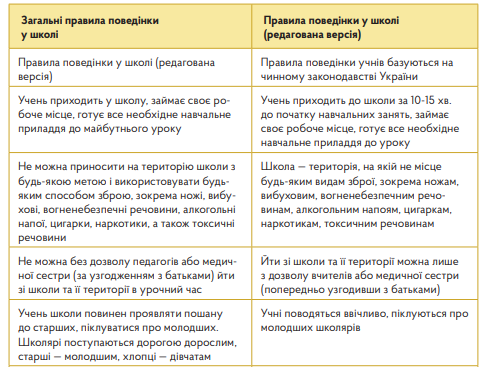 Загальні правила поведінки
у школі
Правила поведінки у школі
(редагована версія)
Правила поведінки у школі (редагована
версія)
Правила поведінки учнів базуються на
чинному законодавстві України
Учень приходить у школу, займає своє ро-
боче місце, готує все необхідне навчальне
приладдя до майбутнього уроку
Учень приходить до школи за 10-15 хв.
до початку навчальних занять, займає
своє робоче місце, готує все необхідне
навчальне приладдя до уроку
Не можна приносити на територію школи з
будь-якою метою і використовувати будь-
яким способом зброю, зокрема ножі, вибу-
хові, вогненебезпечні речовини, алкогольні
напої, цигарки, наркотики, а також токсичні
речовини
Школа — територія, на якій не місце
будь-яким видам зброї, зокрема ножам,
вибуховим, вогненебезпечним речо-
винам, алкогольним напоям, цигаркам,
наркотикам, токсичним речовинам
Не можна без дозволу педагогів або медич-
ної сестри (за узгодженням з батьками) йти
зі школи та її території в урочний час
Йти зі школи та її території можна лише
з дозволу вчителів або медичної сестри
(попередньо узгодивши з батьками)
Учень школи повинен проявляти пошану
до старших, піклуватися про молодших.
Школярі поступаються дорогою дорослим,
старші — молодшим, хлопці — дівчатам
Учні поводяться ввічливо, піклуються про
молодших школярів